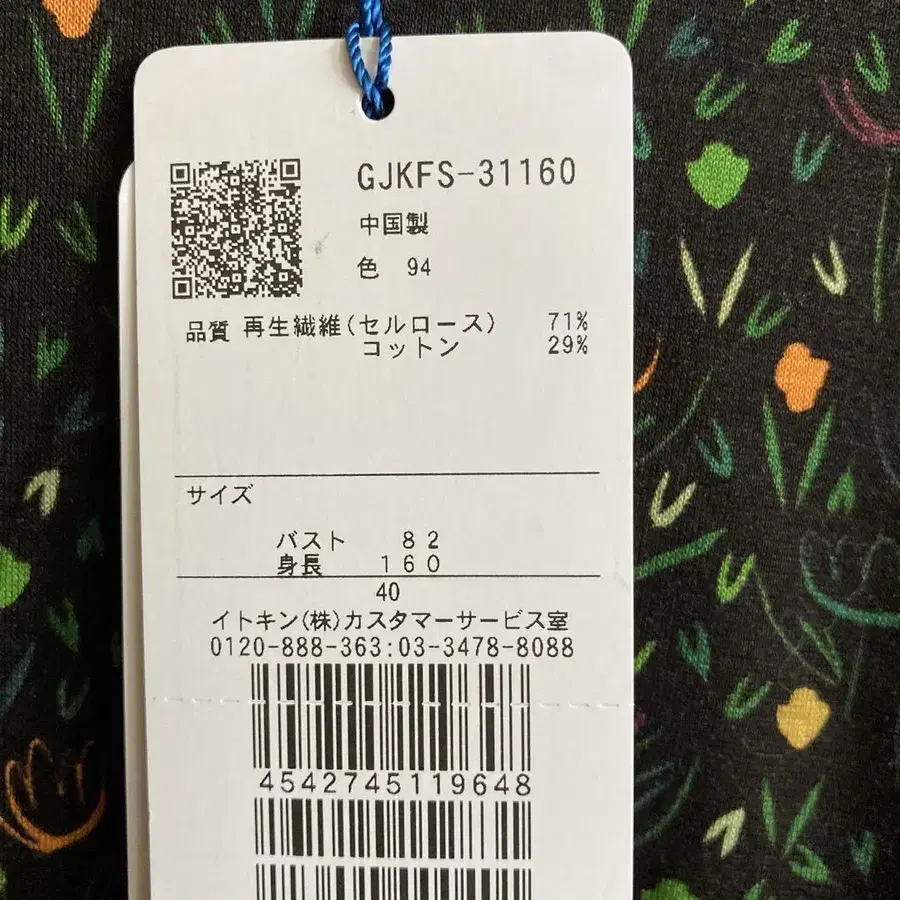 GJKFS-31160
中国製
色 94
品質 再生繊維(セルロース) 71%
コットン 29%
サイズ
バスト 82
身長 160
40
イトキン(株)カスタマーサービス室
0120-888-363:03-3478-8088
4542745119648